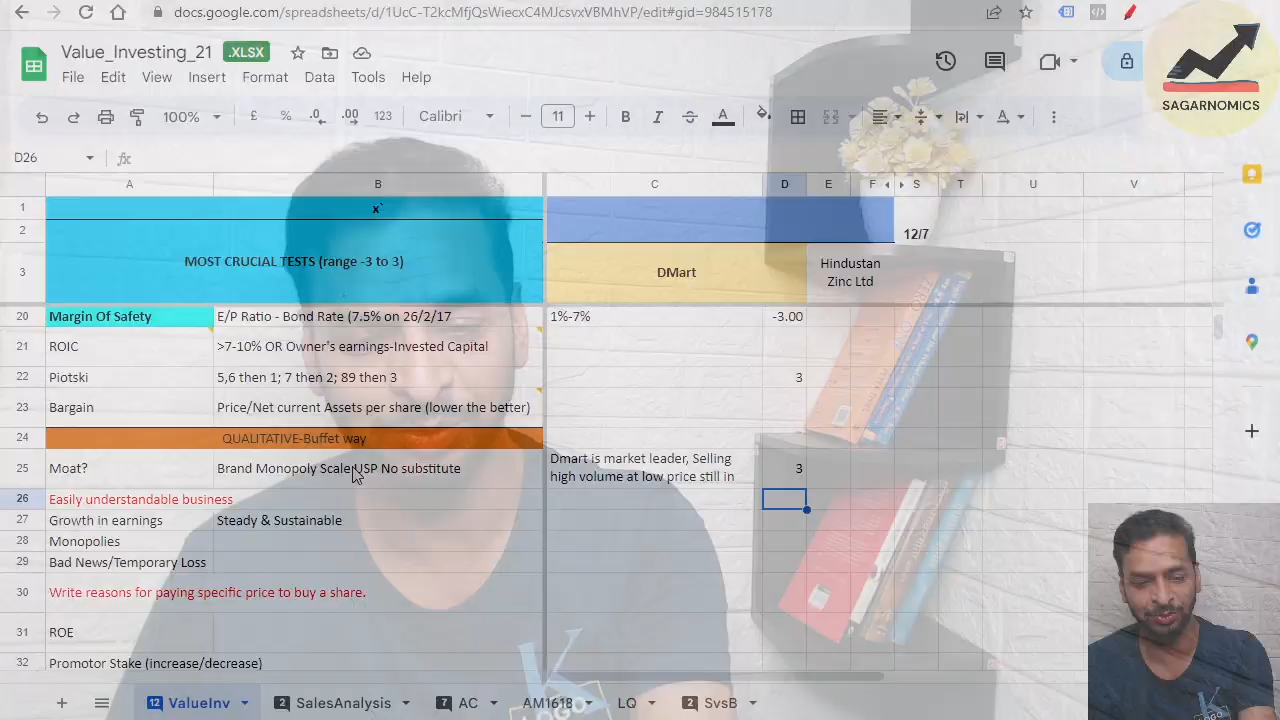 docs.google.com/spreadsheets/d/1UcC-T2kcMfjQsWiecxC4MJcsvxVBMhVP/edit#gid=984515178
Value_Investing_21 .XLSX
File Edit View Insert Format Data Tools Help
SAGARNOMICS
100% £ % .0 .00 123 Calibri 11 B I S A
D26 fx
A B C D E F S T U V
1 x`
2 12/7
3 MOST CRUCIAL TESTS (range -3 to 3) DMart Hindustan
Zinc Ltd
20 Margin Of Safety E/P Ratio - Bond Rate (7.5% on 26/2/17 1%-7% -3.00
21 ROIC >7-10% OR Owner's earnings-Invested Capital
22 Piotski 5,6 then 1; 7 then 2; 89 then 3 3
23 Bargain Price/Net current Assets per share (lower the better)
24 QUALITATIVE-Buffet way
25 Moat? Brand Monopoly Scale USP No substitute Dmart is market leader, Selling
high volume at low price still in 3
26 Easily understandable business
27 Growth in earnings Steady & Sustainable
28 Monopolies
29 Bad News/Temporary Loss
30 Write reasons for paying specific price to buy a share.
31 ROE
32 Promotor Stake (increase/decrease)
12 ValueInv 2 SalesAnalysis 7 AC AM1618 LQ 2 SvsB